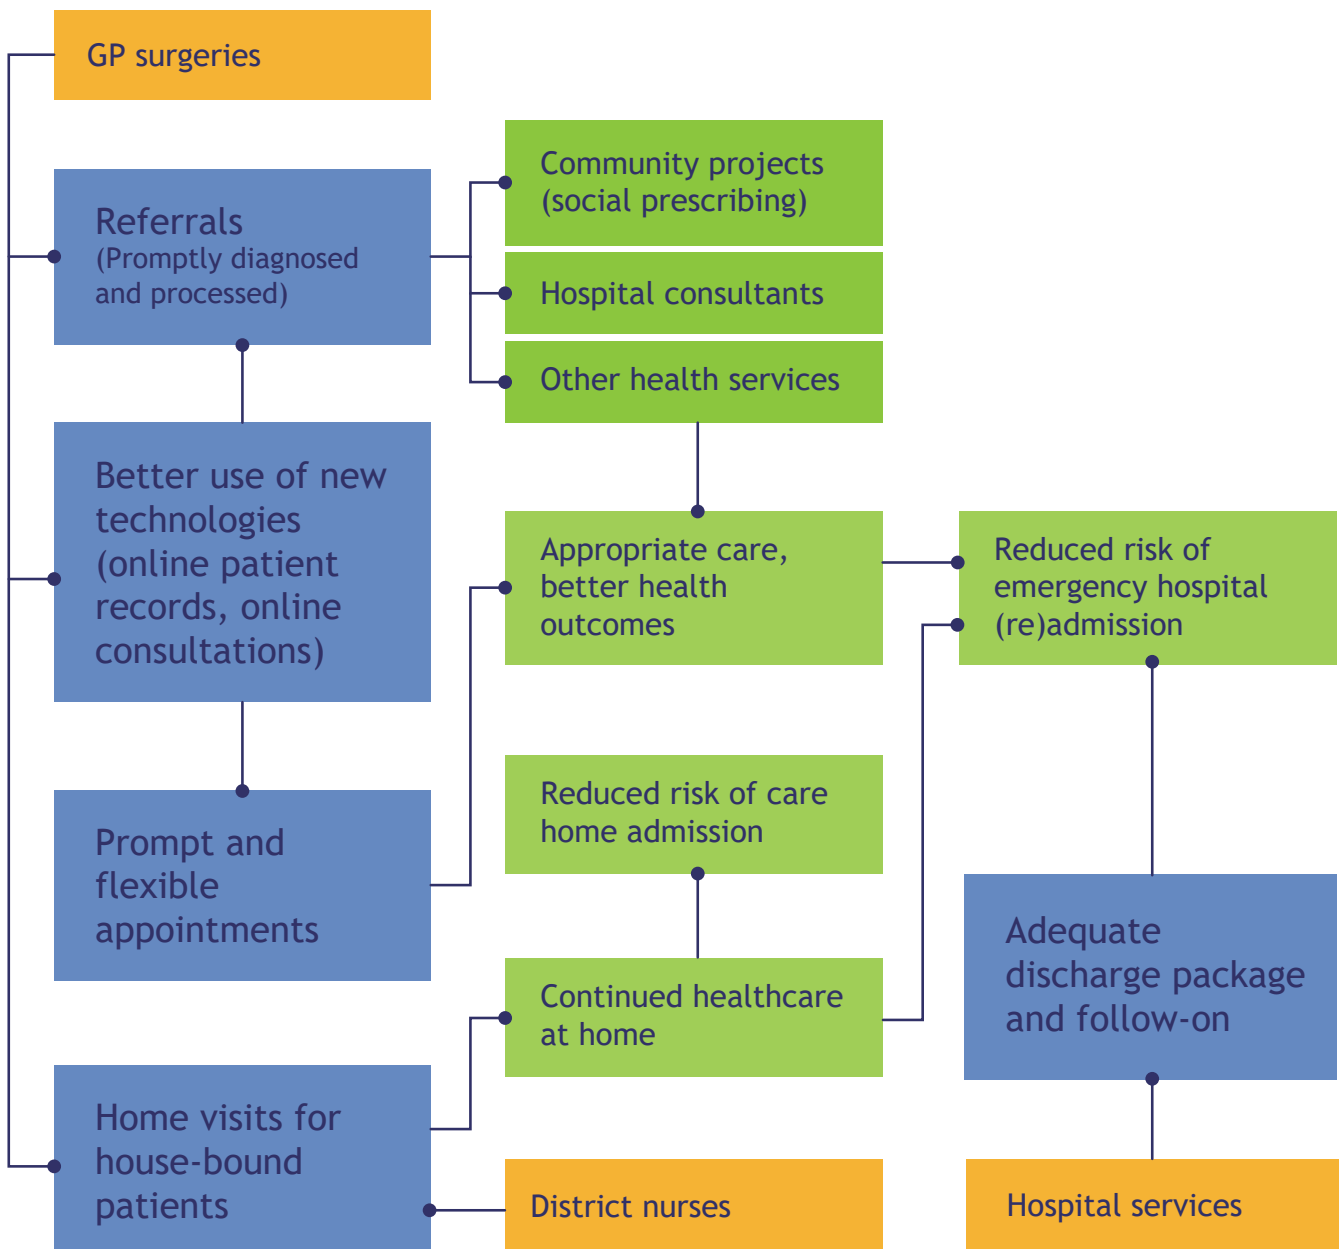 GP surgeries
Referrals
(Promptly diagnosed
and processed)
Community projects
(social prescribing)
Hospital consultants
Other health services
Better use of new
technologies
(online patient
records, online
consultations)
Appropriate care,
better health
outcomes
Reduced risk of
emergency hospital
(re)admission
Prompt and
flexible
appointments
Reduced risk of care
home admission
Continued healthcare
at home
Adequate
discharge package
and follow-on
Home visits for
house-bound
patients
District nurses
Hospital services